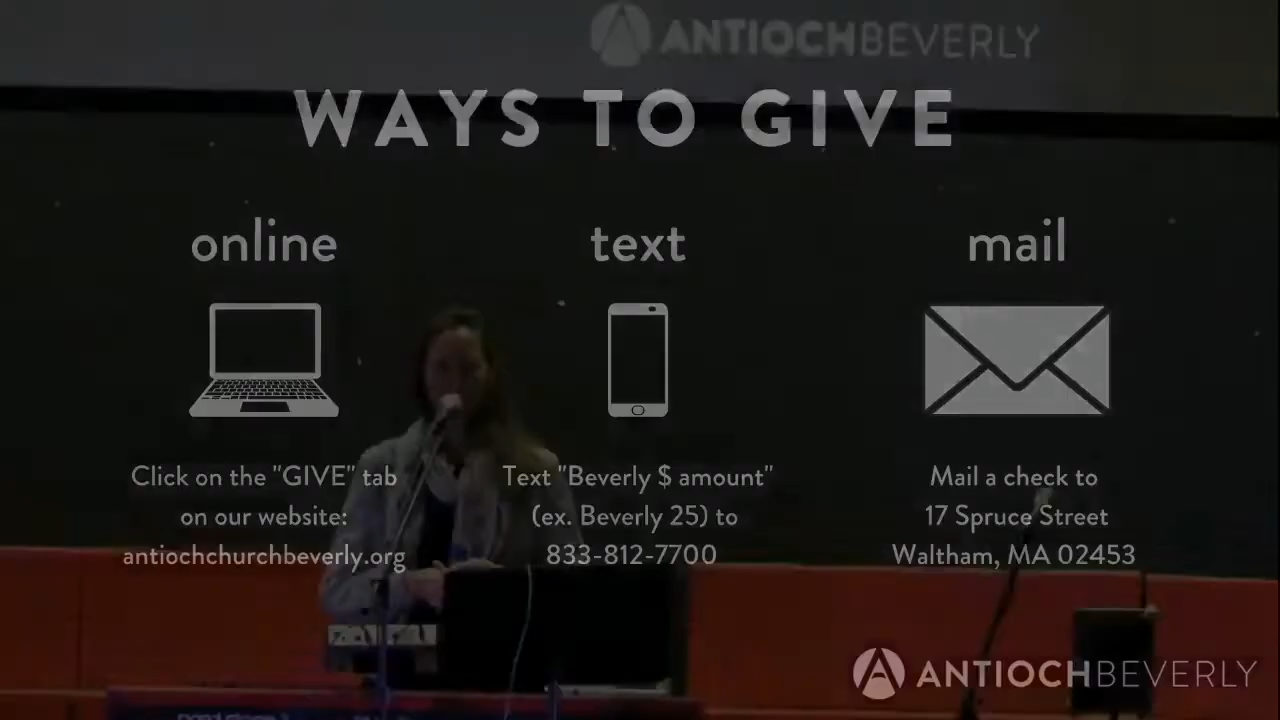 ANTIOCHBEVERLY
WAYS TO GIVE
online
text
mail
Click on the "GIVE" tab
on our website:
antiochchurchbeverly.org
Text "Beverly $ amount"
(ex. Beverly 25) to
833-812-7700
Mail a check to
17 Spruce Street
Waltham, MA 02453
ANTIOCHBEVERLY